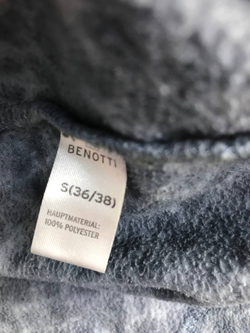 BENOTTI
S(36/38)
HAUPTMATERIAL:
100% POLYESTER